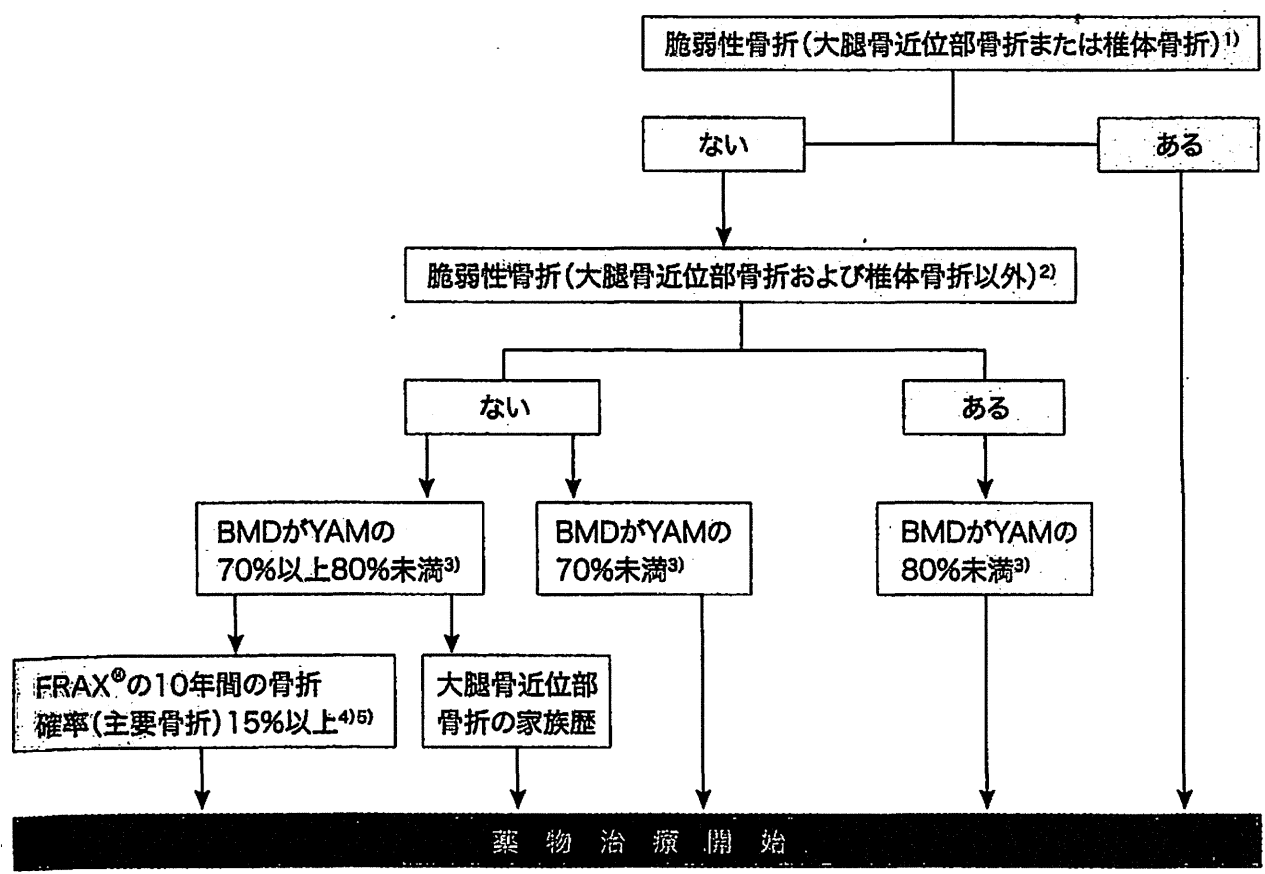 脆弱性骨折(大腿骨近位部骨折または椎体骨折)1)
ない
ある
脆弱性骨折(大腿骨近位部骨折および椎体骨折以外)2)
ない
ある
BMDがYAMの
70%以上80%未満3)
BMDがYAMの
70%未満3)
BMDがYAMの
80%未満3)
FRAX®の10年間の骨折
確率(主要骨折)15%以上4)5)
大腿骨近位部
骨折の家族歴
薬物治療開始